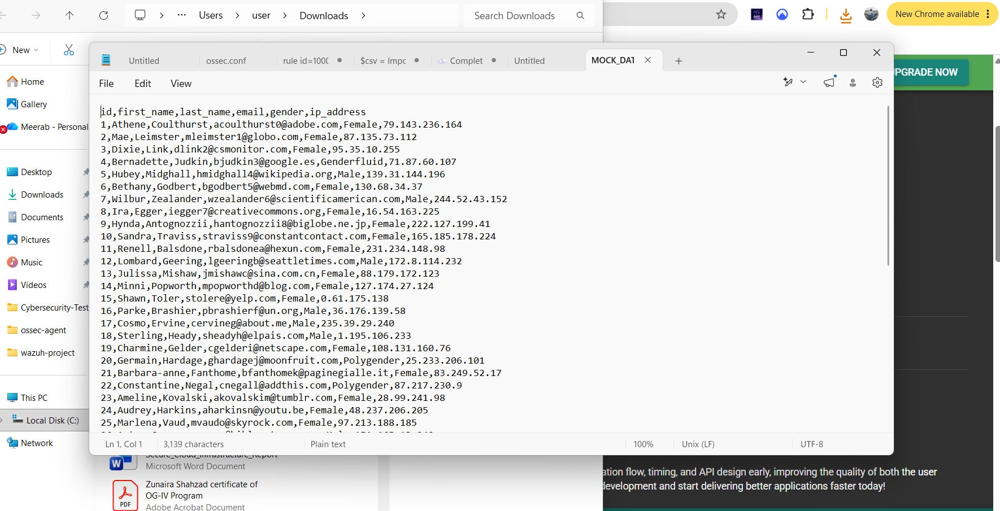 Users
user
Downloads
Search Downloads
New Chrome available
New
Untitled
ossec.conf
rule id=100
$csv = Impc
Complet
Untitled
MOCK_DAT
UPGRADE NOW
File
Edit
View
Home
Gallery
Meerab - Personal
Desktop
Downloads
Documents
Pictures
Music
Videos
Cybersecurity-Test
ossec-agent
wazuh-project
This PC
Local Disk (C:)
Network
id,first_name,last_name,email,gender,ip_address
1,Athene,Coulthurst,acoulthurst0@adobe.com,Female,79.143.236.164
2,Mae,Leimster,mleimster1@globo.com,Female,87.135.73.112
3,Dixie,Link,dlink2@csmonitor.com,Female,95.35.10.255
4,Bernadette,Judkin,bjudkin3@google.es,Genderfluid,71.87.60.107
5,Hubey,Midghall,hmidghall4@wikipedia.org,Male,139.31.144.196
6,Bethany,Godbert,bgodbert5@webmd.com,Female,130.68.34.37
7,Wilbur,Zealander,wzealander6@scientificamerican.com,Male,244.52.43.152
8,Ira,Egger,iegger7@creativecommons.org,Female,16.54.163.225
9,Hynda,Antognozzii,hantognozzii8@biglobe.ne.jp,Female,222.127.199.41
10,Sandra,Traviss,straviss9@constantcontact.com,Female,165.185.178.224
11,Renell,Balsdone,rbalsdonea@hexun.com,Female,231.234.148.98
12,Lombard,Geering,lgeeringb@seattletimes.com,Male,172.8.114.232
13,Julissa,Mishaw,jmishawc@sina.com.cn,Female,88.179.172.123
14,Minni,Popworth,mpopworthd@blog.com,Female,127.174.27.124
15,Shawn,Toler,stolere@yelp.com,Female,0.61.175.138
16,Parke,Brashier,pbrashierf@un.org,Male,36.176.139.58
17,Cosmo,Ervine,cervineg@about.me,Male,235.39.29.240
18,Sterling,Heady,sheadyh@elpais.com,Male,1.195.106.233
19,Charmine,Gelder,cgelderi@netscape.com,Female,108.131.160.76
20,Germain,Hardage,ghardagej@moonfruit.com,Polygender,25.233.206.101
21,Barbara-anne,Fanthome,bfanthomek@paginegialle.it,Female,83.249.52.17
22,Constantine,Negal,cnegall@addthis.com,Polygender,87.217.230.9
23,Ameline,Kovalski,akovalskim@tumblr.com,Female,28.99.241.98
24,Audrey,Harkins,aharkinsn@youtu.be,Female,48.237.206.205
25,Marlena,Vaud,mvaudo@skyrock.com,Female,97.213.188.185
Ln 1, Col 1
3,139 characters
Plain text
100%
Unix (LF)
UTF-8
Secure_Cloud_Infrastructure_Report
Microsoft Word Document
Zunaira Shahzad certificate of
OG-IV Program
Adobe Acrobat Document
PDF
ation flow, timing, and API design early, improving the quality of both the user
development and start delivering better applications faster today!